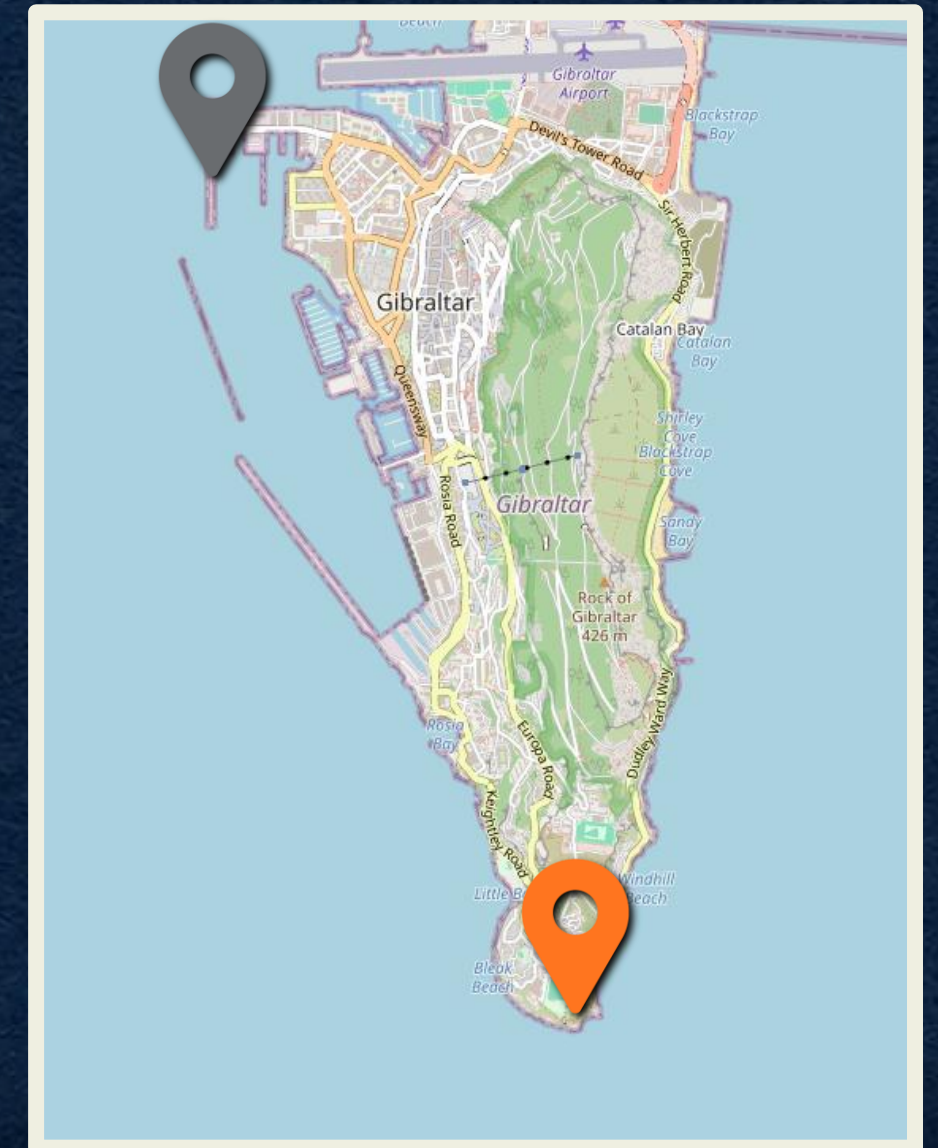 Beach
Gibraltar
Airport
Blackstrap
Bay
Devil's Tower Road
Sir Herbert
Gibraltar
Catalan Bay
Catalan
Bay
Queensway
Shirley
Cove
Blackstrap
Cove
Rosia Road
Gibraltar
Sandy
Bay
Rock of
Gibraltar
426 m
Rosia
Bay
Europa Road
Dudley Ward Way
Keightley Road
Little
Windhill
Beach
Bleak
Beach